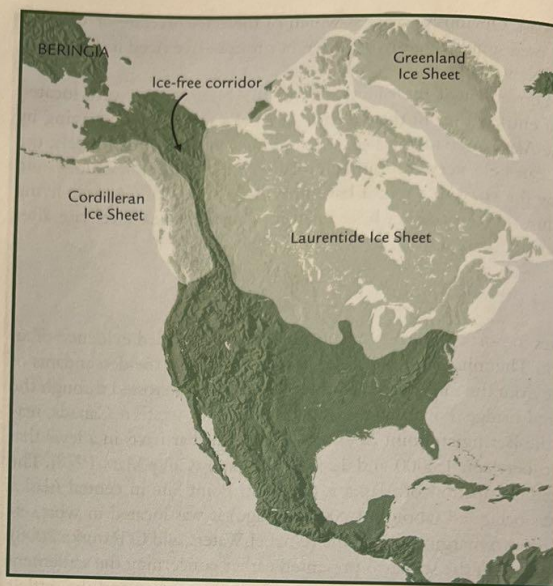 BERINGIA
Ice-free corridor
Greenland
Ice Sheet
Cordilleran
Ice Sheet
Laurentide Ice Sheet